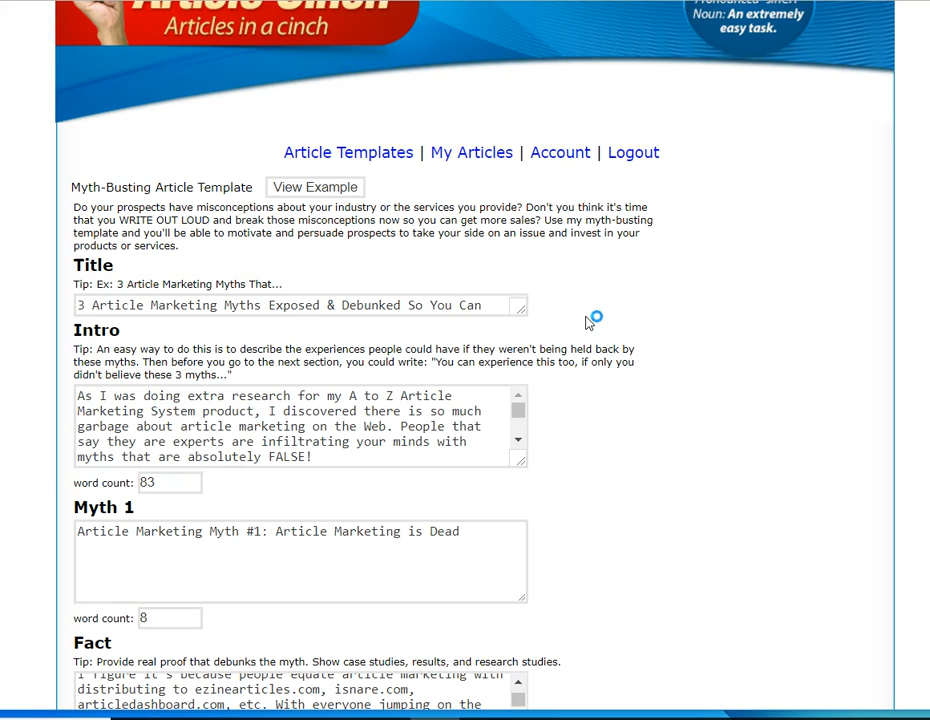 Articles in a cinch
Noun: An extremely
easy task.
Article Templates | My Articles | Account | Logout
Myth-Busting Article Template View Example
Do your prospects have misconceptions about your industry or the services you provide? Don't you think it's time
that you WRITE OUT LOUD and break those misconceptions now so you can get more sales? Use my myth-busting
template and you'll be able to motivate and persuade prospects to take your side on an issue and invest in your
products or services.
Title
Tip: Ex: 3 Article Marketing Myths That...
3 Article Marketing Myths Exposed & Debunked So You Can
Intro
Tip: An easy way to do this is to describe the experiences people could have if they weren't being held back by
these myths. Then before you go to the next section, you could write: "You can experience this too, if only you
didn't believe these 3 myths..."
As I was doing extra research for my A to Z Article
Marketing System product, I discovered there is so much
garbage about article marketing on the Web. People that
say they are experts are infiltrating your minds with
myths that are absolutely FALSE!
word count: 83
Myth 1
Article Marketing Myth #1: Article Marketing is Dead
word count: 8
Fact
Tip: Provide real proof that debunks the myth. Show case studies, results, and research studies.
I figure it's because people equate article marketing with
distributing to ezinearticles.com, isnare.com,
articledashboard.com, etc. With everyone jumping on the